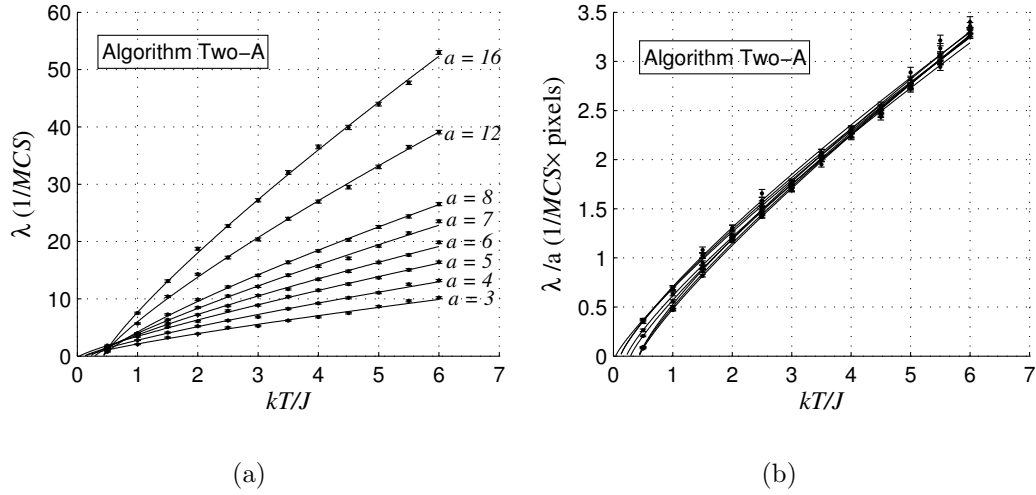 60
50
40
30
20
10
0
λ (1/MCS)
Algorithm Two−A
a = 16
a = 12
a = 8
a = 7
a = 6
a = 5
a = 4
a = 3
0 1 2 3 4 5 6 7
kT/J
(a)
3.5
3
2.5
2
1.5
1
0.5
0
λ /a (1/MCS× pixels)
Algorithm Two−A
0 1 2 3 4 5 6 7
kT/J
(b)